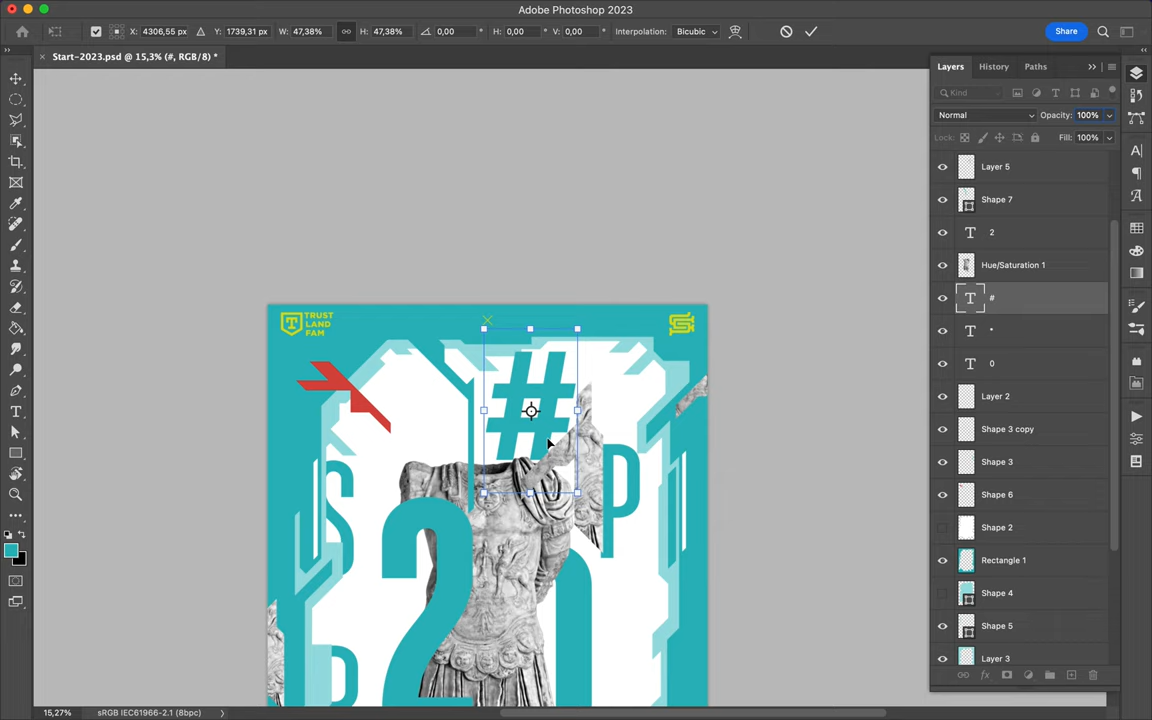 Adobe Photoshop 2023
X: 4306,55 px Y: 1739,31 px W: 47,38% H: 47,38% 0,00 ° H: 0,00 ° V: 0,00 ° Interpolation: Bicubic Share
Start-2023.psd @ 15,3% (#, RGB/8) *
Layers History Paths
Kind
Normal Opacity: 100%
Lock: Fill: 100%
Layer 5
Shape 7
2
Hue/Saturation 1
#
*
0
Layer 2
Shape 3 copy
Shape 3
Shape 6
Shape 2
Rectangle 1
Shape 4
Shape 5
Layer 3
TRUST
LAND
FAM
#
S P
2 0
15,27% sRGB IEC61966-2.1 (8bpc)